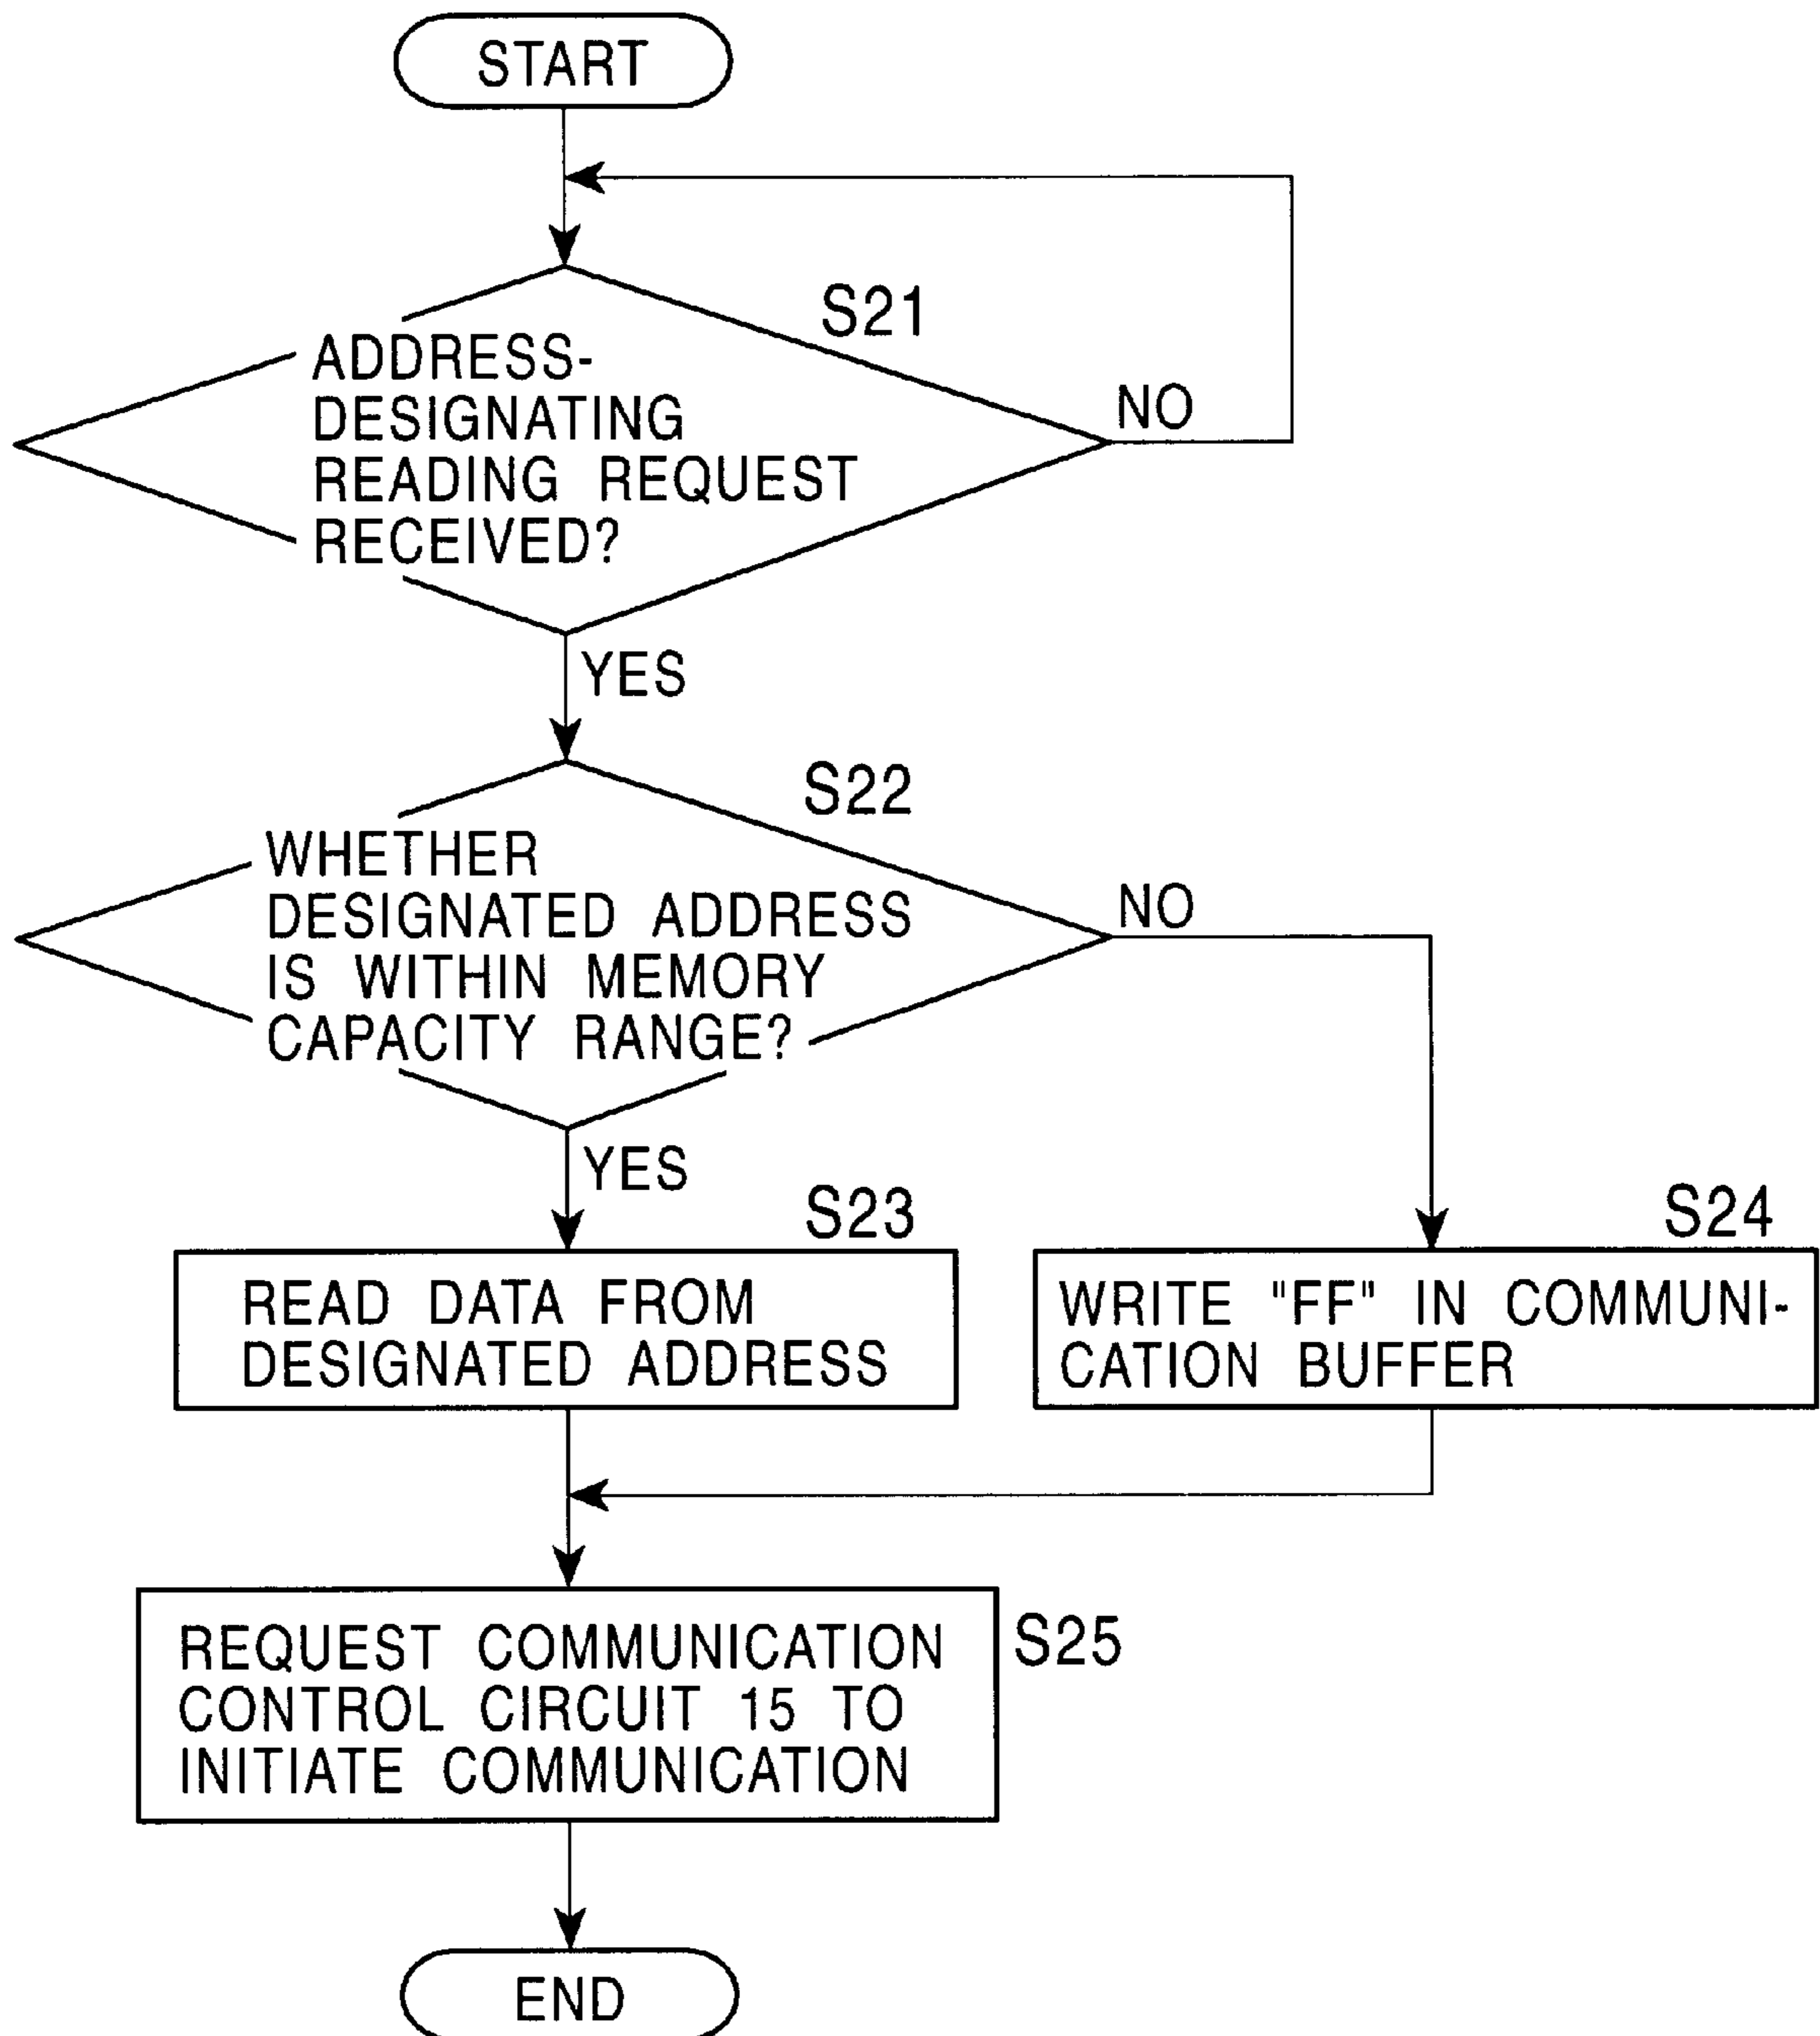 START
S21
ADDRESS-
DESIGNATING
READING REQUEST
RECEIVED?
NO
YES
S22
WHETHER
DESIGNATED ADDRESS
IS WITHIN MEMORY
CAPACITY RANGE?
NO
YES
S23
READ DATA FROM
DESIGNATED ADDRESS
S24
WRITE "FF" IN COMMUNI-
CATION BUFFER
REQUEST COMMUNICATION
CONTROL CIRCUIT 15 TO
INITIATE COMMUNICATION
S25
END